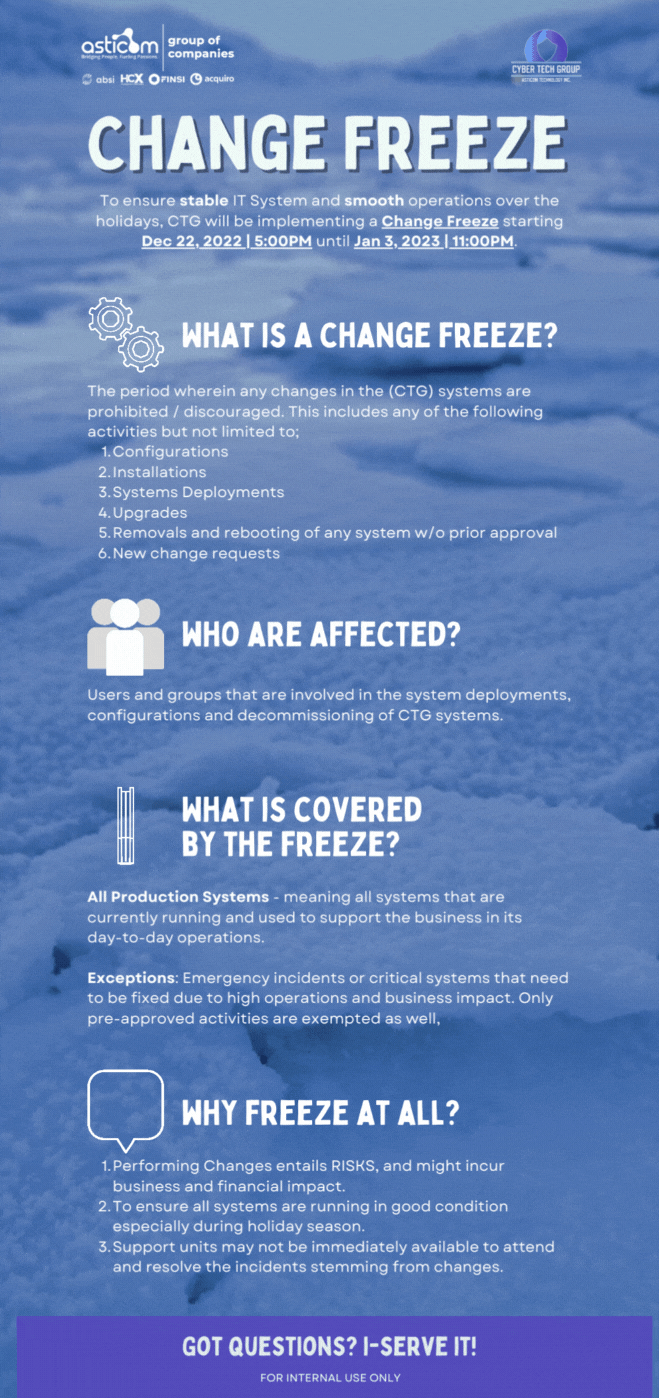 asticom
Bridging People, Fueling Passions.
group of
companies
absi HCX FINSI acquiro
CYBER TECH GROUP
ASTICOM TECHNOLOGY INC.
CHANGE FREEZE
To ensure stable IT System and smooth operations over the
holidays, CTG will be implementing a Change Freeze starting
Dec 22, 2022 | 5:00PM until Jan 3, 2023 | 11:00PM.
WHAT IS A CHANGE FREEZE?
The period wherein any changes in the (CTG) systems are
prohibited / discouraged. This includes any of the following
activities but not limited to;
1. Configurations
2. Installations
3. Systems Deployments
4. Upgrades
5. Removals and rebooting of any system w/o prior approval
6. New change requests
WHO ARE AFFECTED?
Users and groups that are involved in the system deployments,
configurations and decommissioning of CTG systems.
WHAT IS COVERED
BY THE FREEZE?
All Production Systems - meaning all systems that are
currently running and used to support the business in its
day-to-day operations.
Exceptions: Emergency incidents or critical systems that need
to be fixed due to high operations and business impact. Only
pre-approved activities are exempted as well,
WHY FREEZE AT ALL?
1. Performing Changes entails RISKS, and might incur
business and financial impact.
2. To ensure all systems are running in good condition
especially during holiday season.
3. Support units may not be immediately available to attend
and resolve the incidents stemming from changes.
GOT QUESTIONS? I-SERVE IT!
FOR INTERNAL USE ONLY